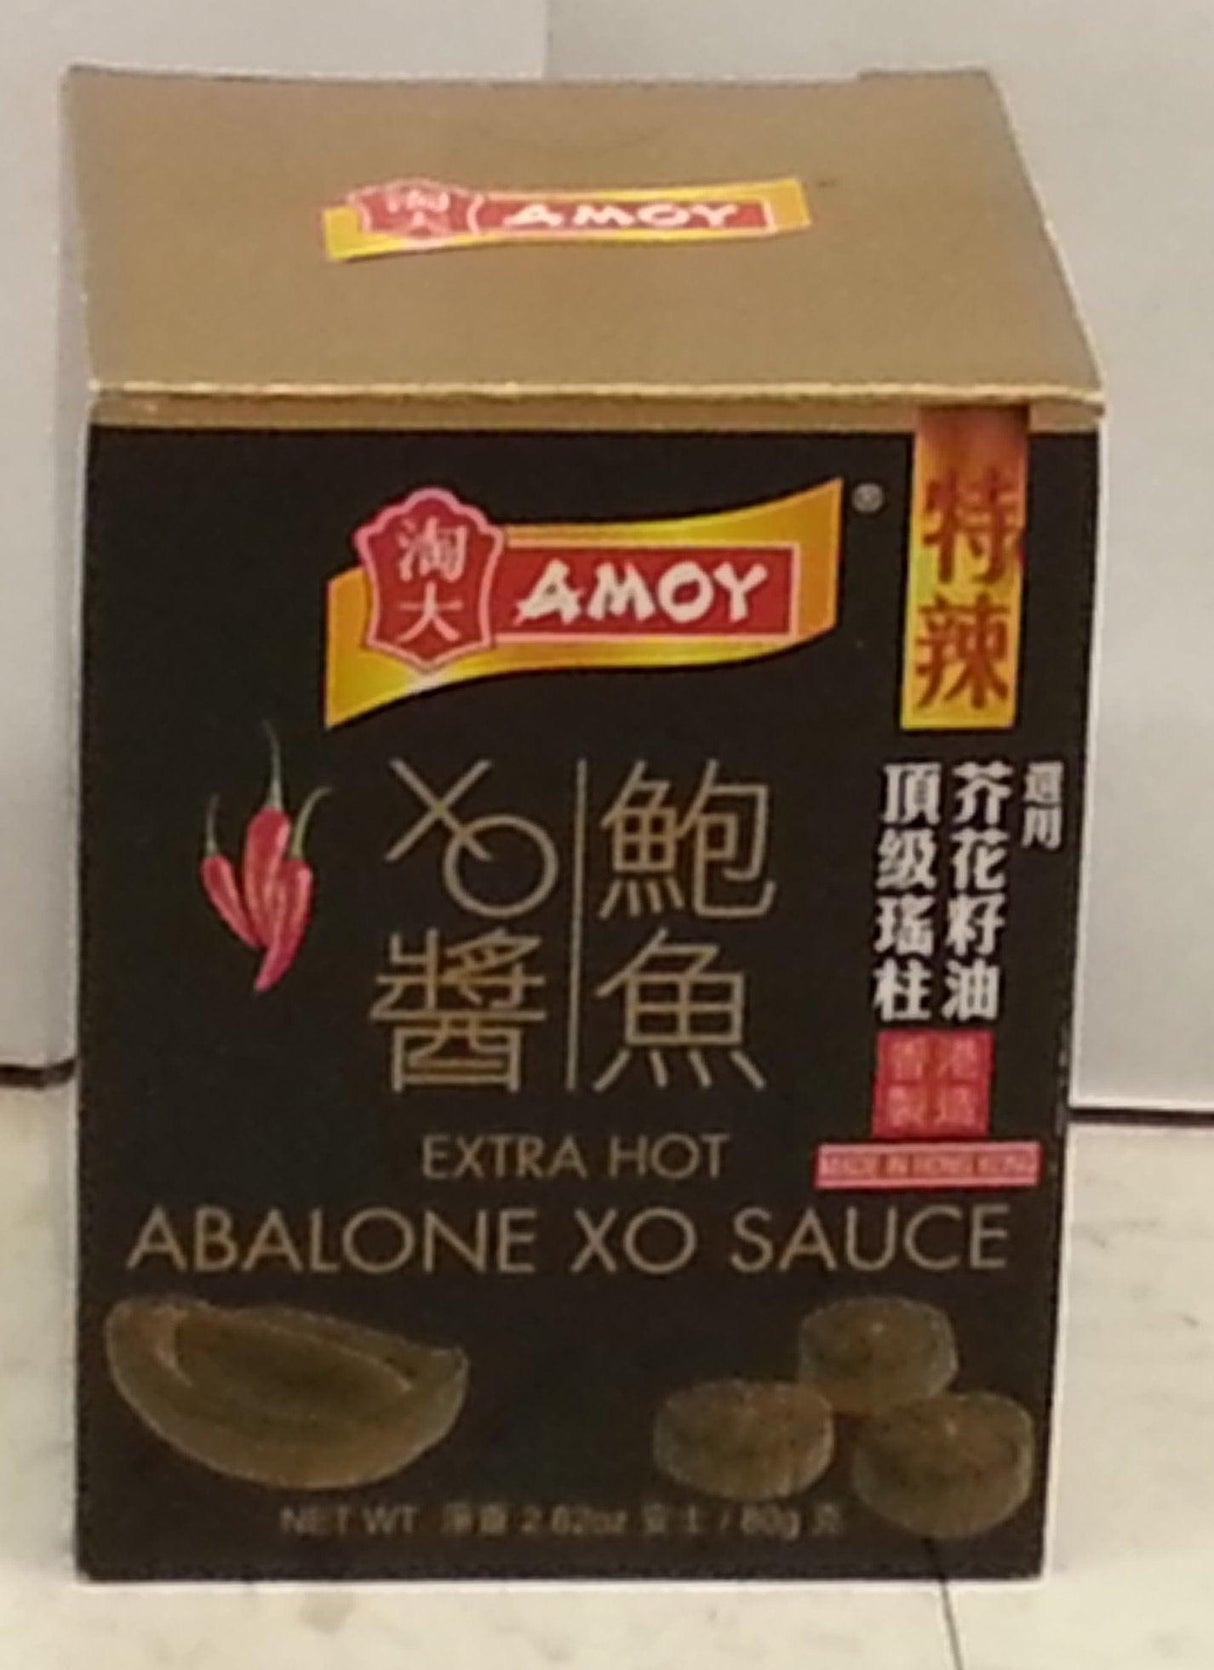 淘大 AMOY
淘大 AMOY ®
特辣
選用
芥花籽油
頂級瑤柱
香港
製造
MADE IN HONG KONG
鮑魚
XO醬
EXTRA HOT
ABALONE XO SAUCE
NET WT 淨重 2.82oz 安士 / 80g 克